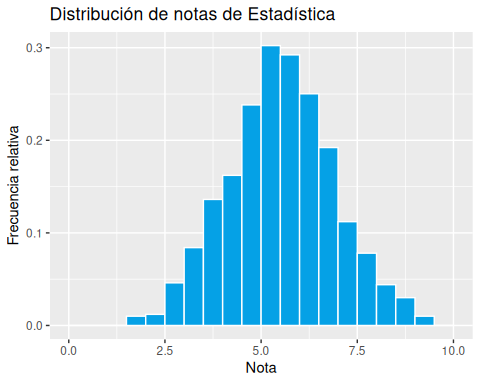 Distribución de notas de Estadística
Frecuencia relativa
0.3
0.2
0.1
0.0
0.0 2.5 5.0 7.5 10.0
Nota